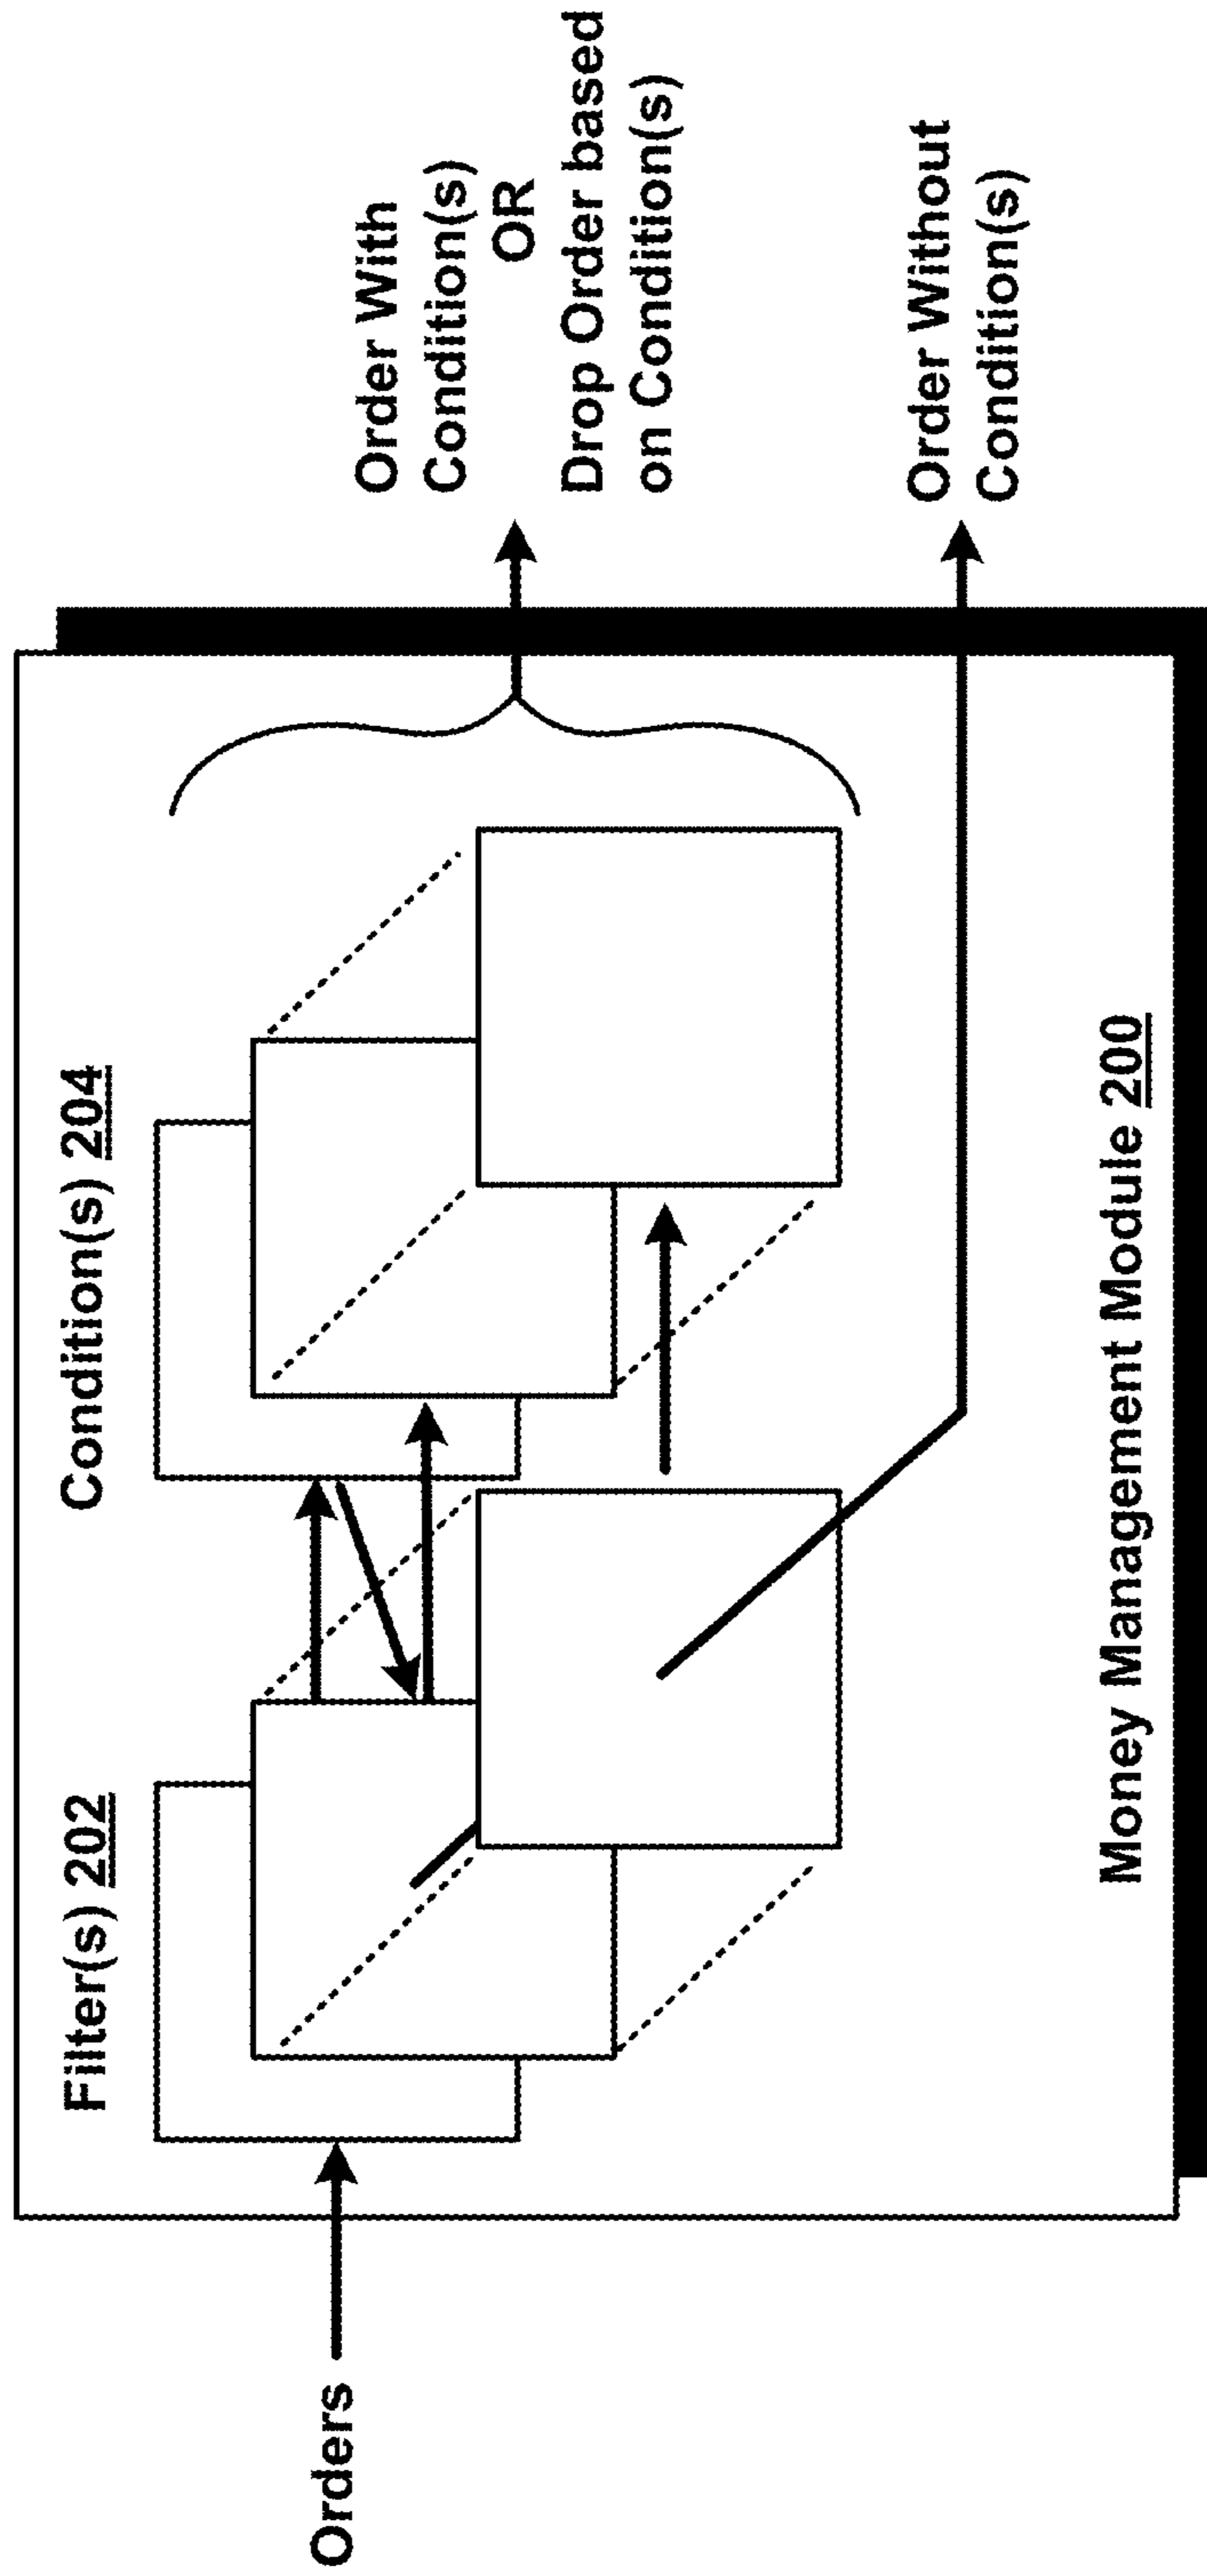 Orders
Filter(s) 202
Condition(s) 204
Money Management Module 200
Order With
Condition(s)
OR
Drop Order based
on Condition(s)
Order Without
Condition(s)